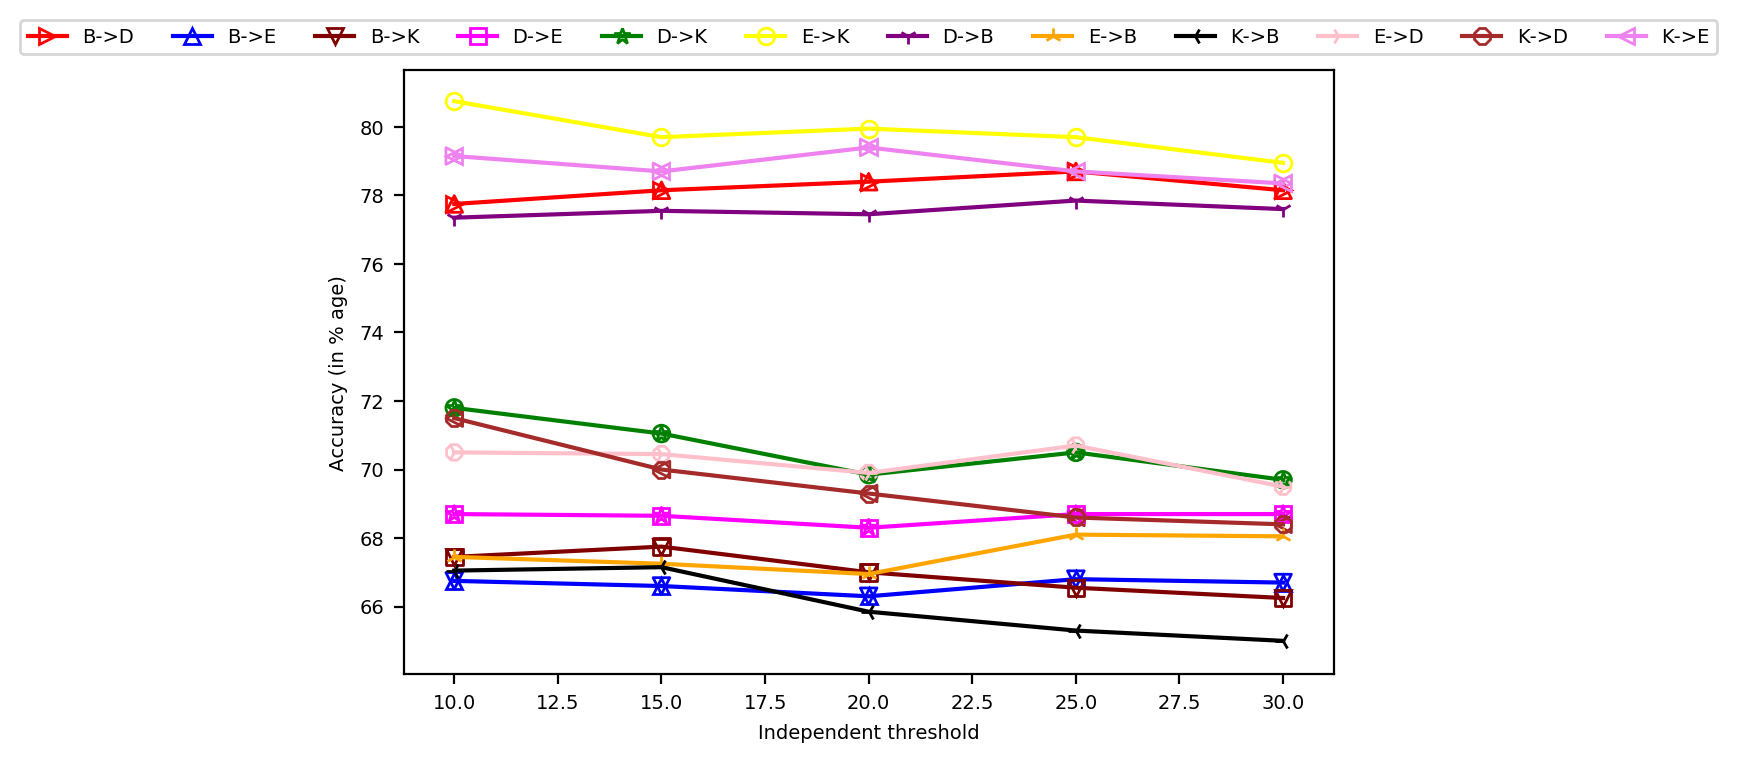 B->D B->E B->K D->E D->K E->K D->B E->B K->B E->D K->D K->E
80
78
76
74
72
70
68
66
Accuracy (in % age)
10.0 12.5 15.0 17.5 20.0 22.5 25.0 27.5 30.0
Independent threshold